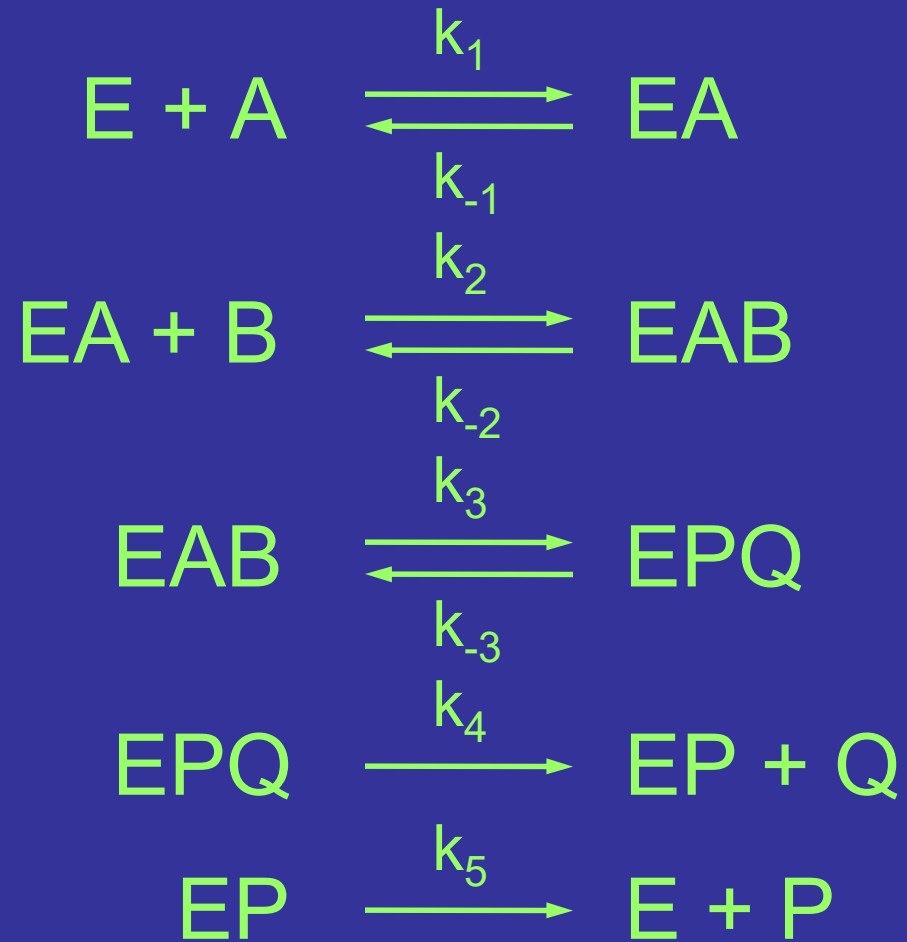 k₁
E + A ⇌ EA
k₋₁
k₂
EA + B ⇌ EAB
k₋₂
k₃
EAB ⇌ EPQ
k₋₃
k₄
EPQ → EP + Q
k₅
EP → E + P